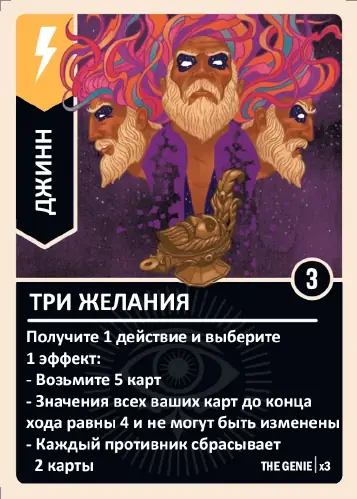 ДЖИНН
3
ТРИ ЖЕЛАНИЯ
Получите 1 действие и выберите
1 эффект:
- Возьмите 5 карт
- Значения всех ваших карт до конца
хода равны 4 и не могут быть изменены
- Каждый противник сбрасывает
2 карты
THE GENIE | x3